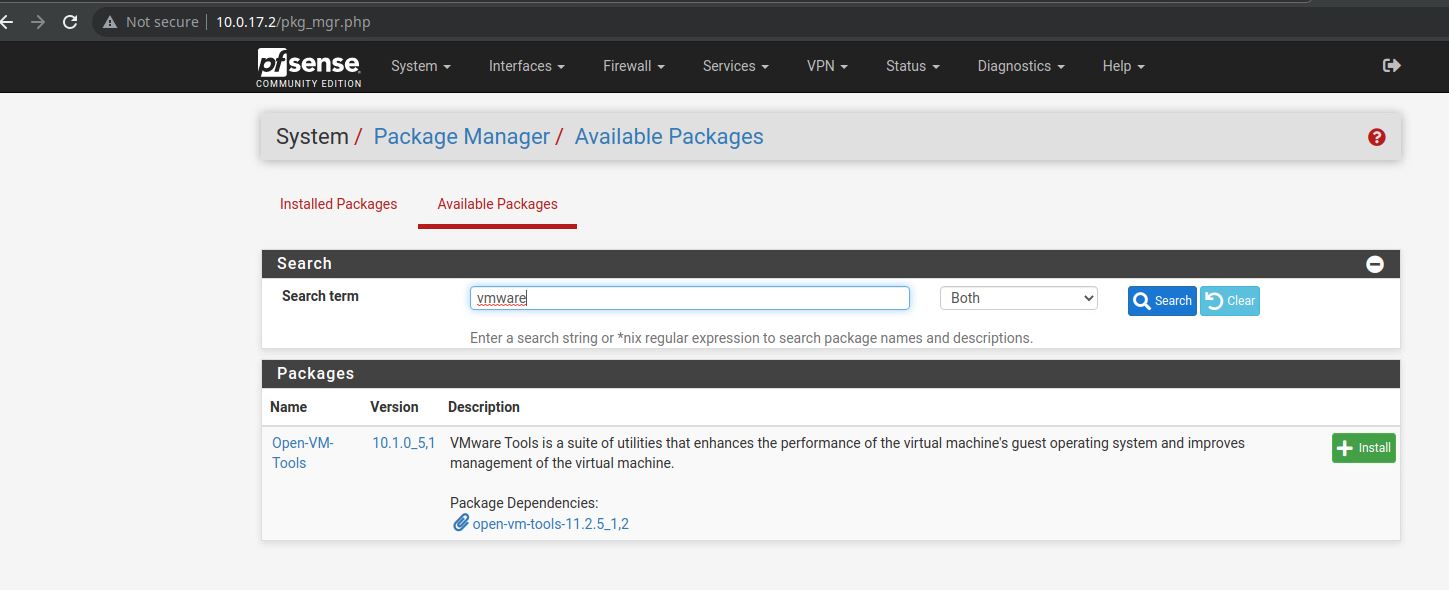 Not secure 10.0.17.2/pkg_mgr.php
pfsense
COMMUNITY EDITION
System Interfaces Firewall Services VPN Status Diagnostics Help
System / Package Manager / Available Packages
?
Installed Packages Available Packages
Search
Search term vmware Both Search Clear
Enter a search string or *nix regular expression to search package names and descriptions.
Packages
Name Version Description
Open-VM-
Tools
10.1.0_5,1
VMware Tools is a suite of utilities that enhances the performance of the virtual machine's guest operating system and improves
management of the virtual machine.
Package Dependencies:
open-vm-tools-11.2.5_1,2
Install